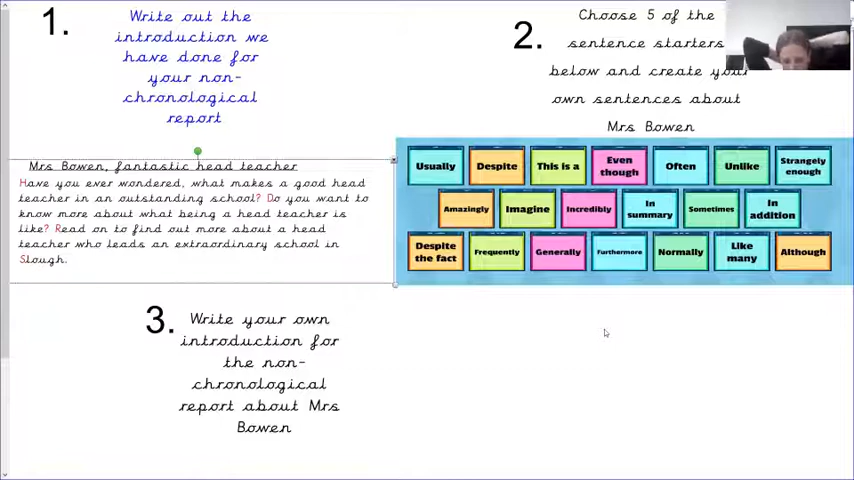 1.
Write out the
introduction we
have done for
your non-
chronological
report
Mrs Bowen, fantastic head teacher
Have you ever wondered, what makes a good head
teacher in an outstanding school? Do you want to
know more about what being a head teacher is
like? Read on to find out more about a head
teacher who leads an extraordinary school in
Slough.
2.
Choose 5 of the
sentence starters
below and create your
own sentences about
Mrs Bowen
Usually
Despite
This is a
Even
though
Often
Unlike
Strangely
enough
Amazingly
Imagine
Incredibly
In
summary
Sometimes
In
addition
Despite
the fact
Frequently
Generally
Furthermore
Normally
Like
many
Although
3.
Write your own
introduction for
the non-
chronological
report about Mrs
Bowen